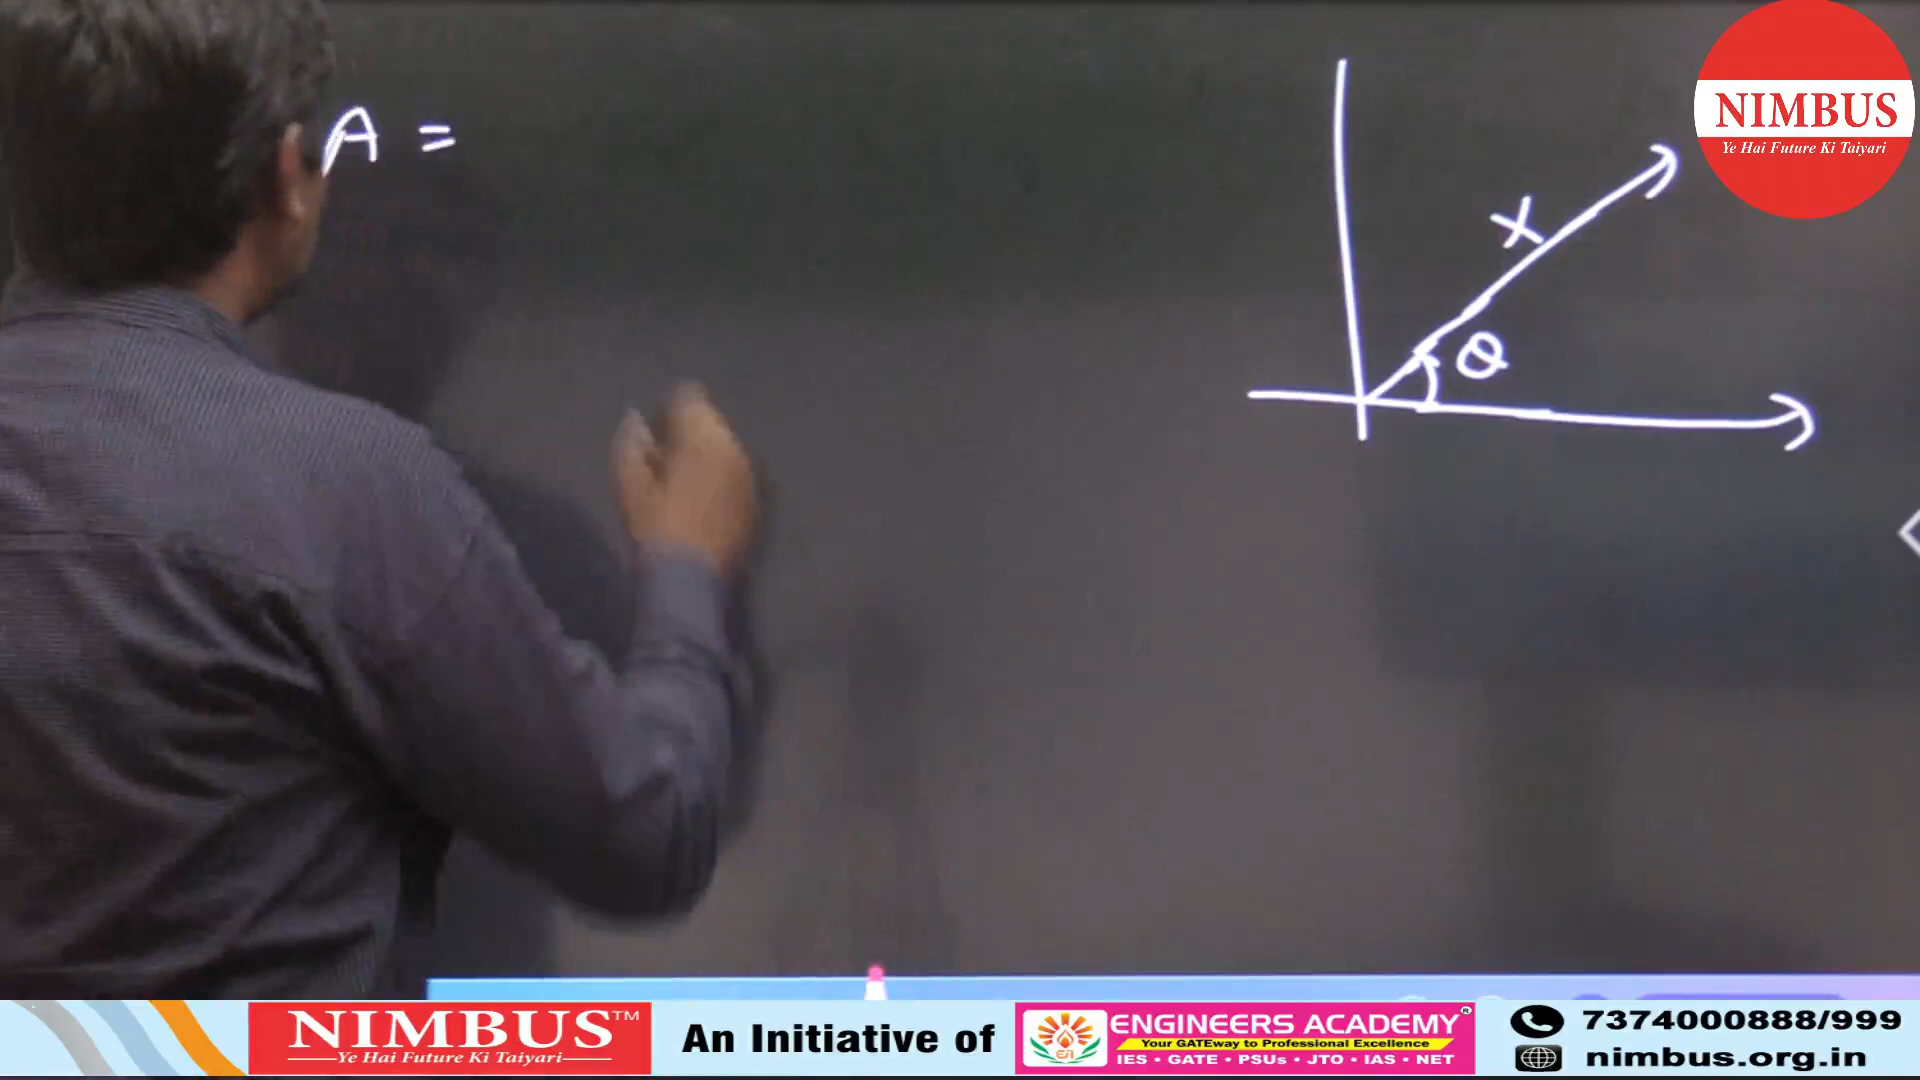 A =
X
θ
NIMBUS
Ye Hai Future Ki Taiyari
NIMBUS™
Ye Hai Future Ki Taiyari
An Initiative of
ENGINEERS ACADEMY®
Your GATEway to Professional Excellence
IES • GATE • PSUs • JTO • IAS • NET
7374000888/999
nimbus.org.in